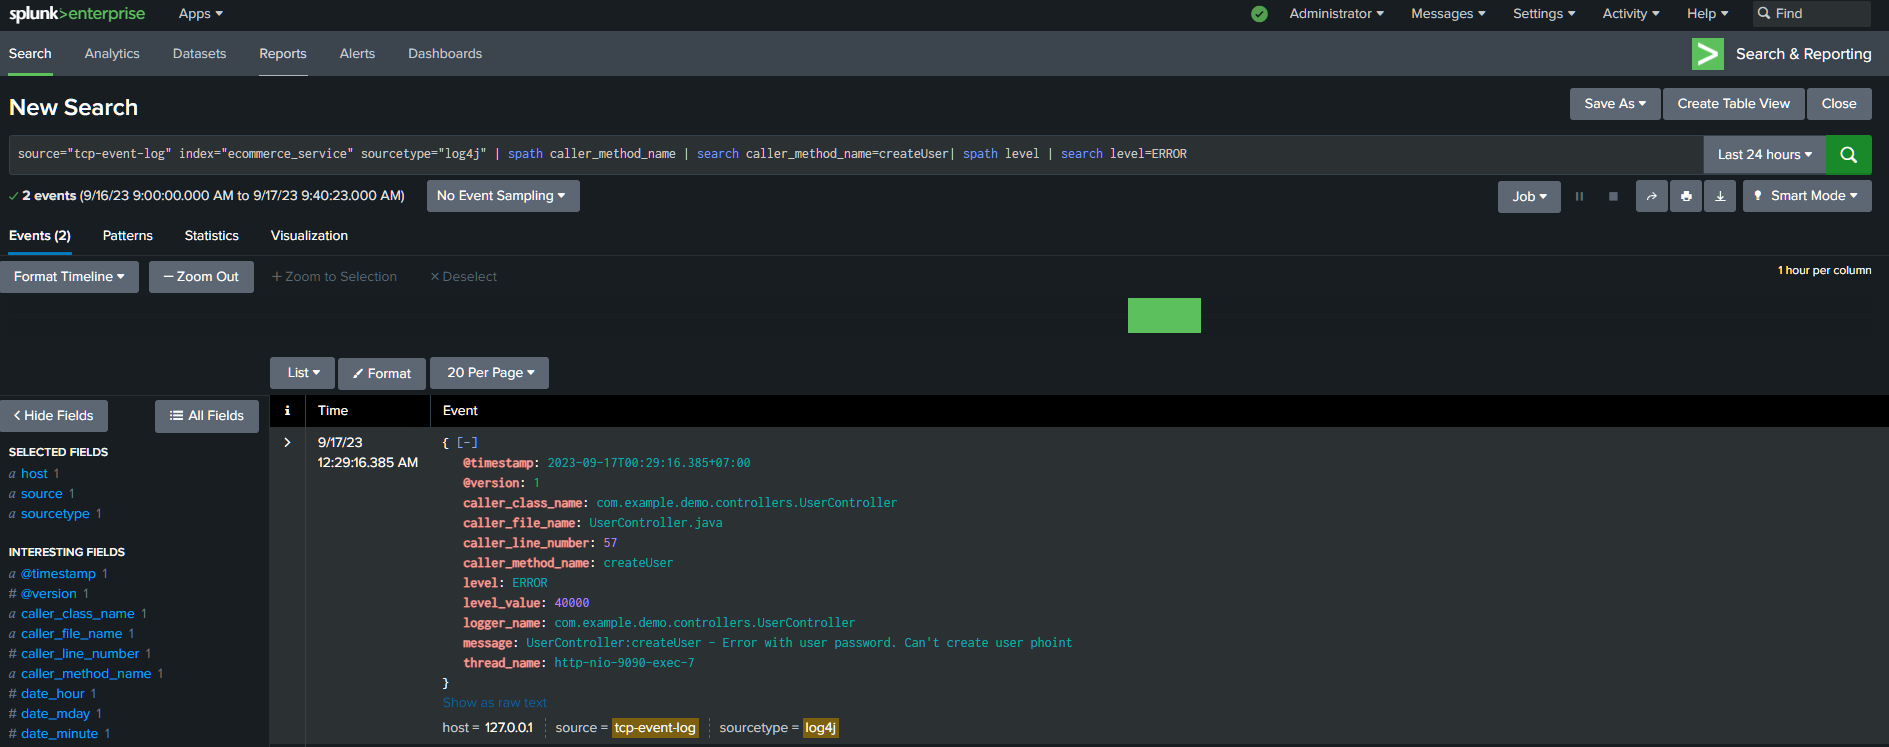 splunk>enterprise Apps Administrator Messages Settings Activity Help Find
Search Analytics Datasets Reports Alerts Dashboards Search & Reporting
New Search Save As Create Table View Close
source="tcp-event-log" index="ecommerce_service" sourcetype="log4j" | spath caller_method_name | search caller_method_name=createUser| spath level | search level=ERROR Last 24 hours
2 events (9/16/23 9:00:00.000 AM to 9/17/23 9:40:23.000 AM) No Event Sampling Job Smart Mode
Events (2) Patterns Statistics Visualization
Format Timeline — Zoom Out + Zoom to Selection × Deselect 1 hour per column
List Format 20 Per Page
Hide Fields All Fields
i Time Event
SELECTED FIELDS
a host 1
a source 1
a sourcetype 1
INTERESTING FIELDS
a @timestamp 1
# @version 1
a caller_class_name 1
a caller_file_name 1
# caller_line_number 1
a caller_method_name 1
# date_hour 1
# date_mday 1
# date_minute 1
9/17/23
12:29:16.385 AM
{ [-]
@timestamp: 2023-09-17T00:29:16.385+07:00
@version: 1
caller_class_name: com.example.demo.controllers.UserController
caller_file_name: UserController.java
caller_line_number: 57
caller_method_name: createUser
level: ERROR
level_value: 40000
logger_name: com.example.demo.controllers.UserController
message: UserController:createUser - Error with user password. Can't create user phoint
thread_name: http-nio-9090-exec-7
}
Show as raw text
host = 127.0.0.1 source = tcp-event-log sourcetype = log4j